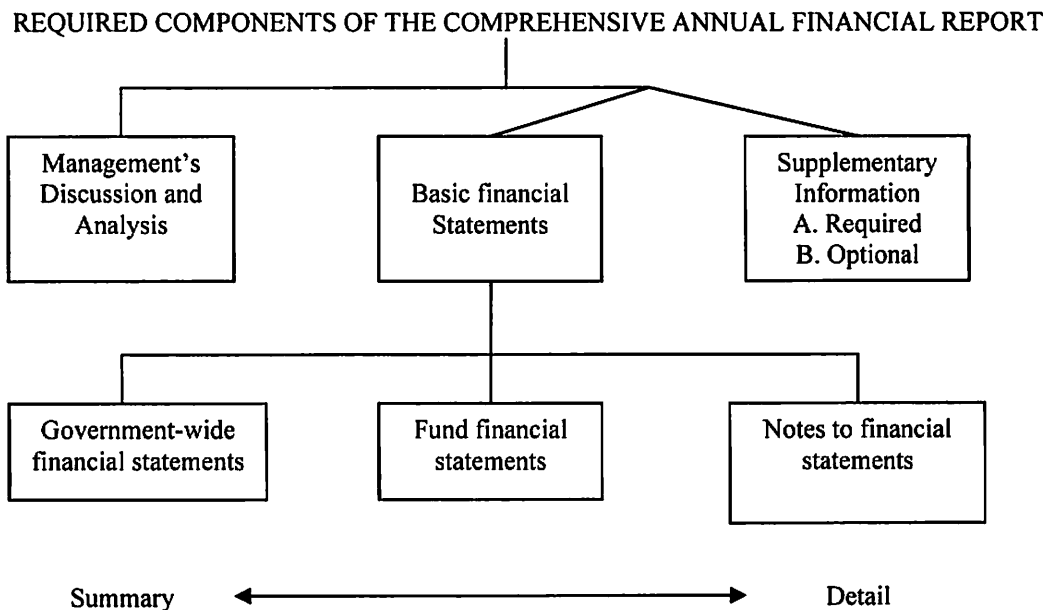 REQUIRED COMPONENTS OF THE COMPREHENSIVE ANNUAL FINANCIAL REPORT
Management's
Discussion and
Analysis
Basic financial
Statements
Supplementary
Information
A. Required
B. Optional
Government-wide
financial statements
Fund financial
statements
Notes to financial
statements
Summary
Detail